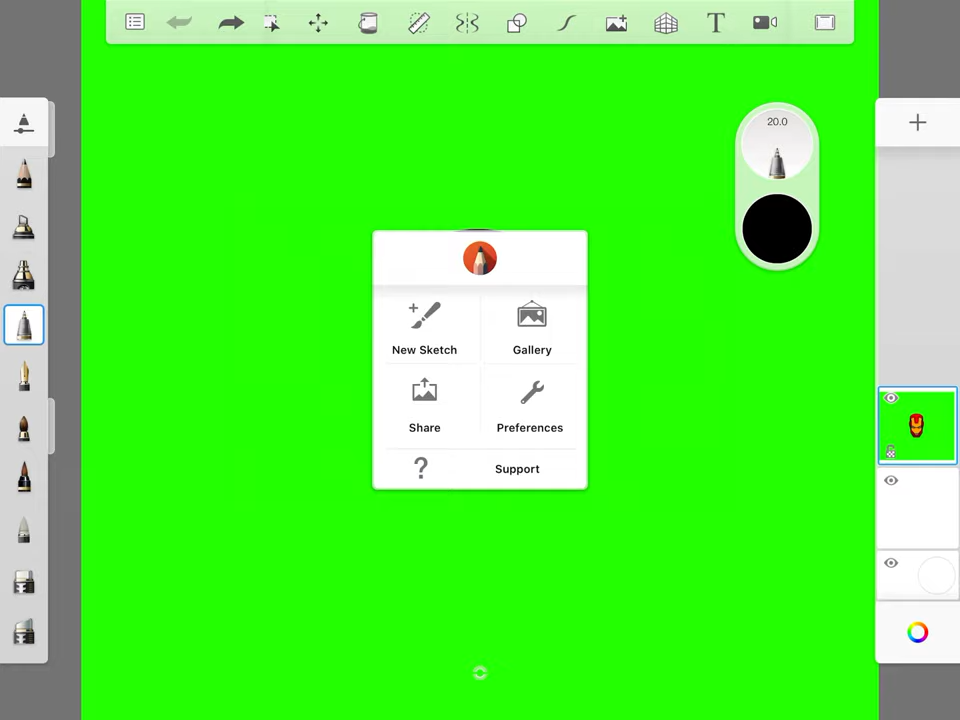 T
20.0
New Sketch
Gallery
Share
Preferences
?
Support